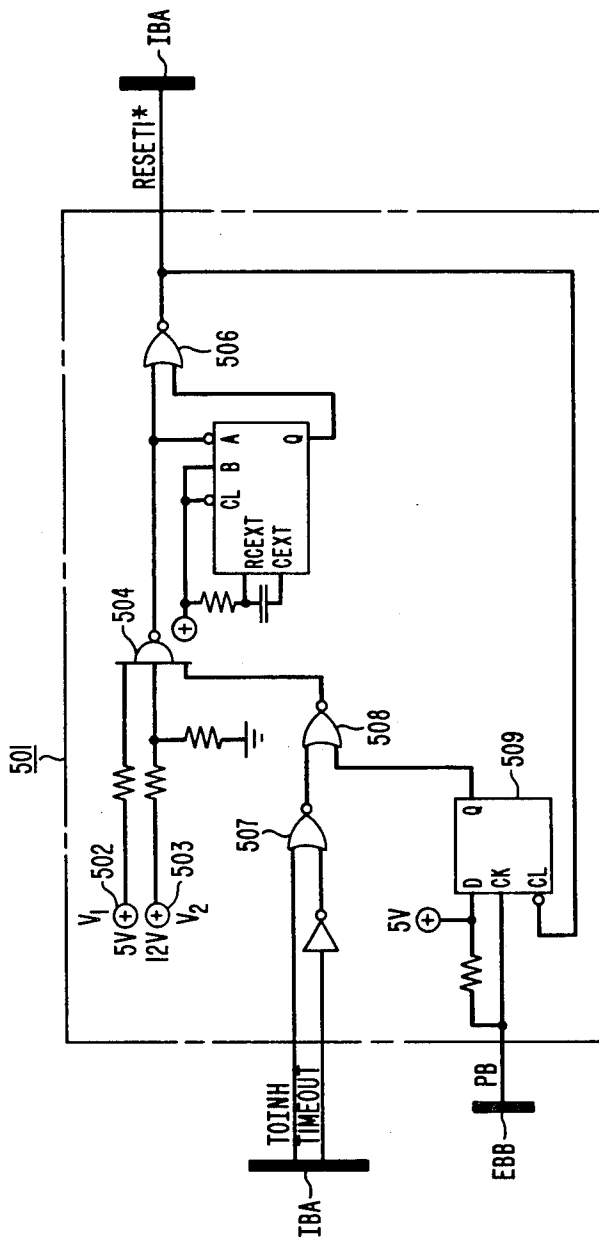 501
V1
5V + 502
12V + 503
V2
504
+
RCEXT
CEXT
CL
B
A
Q
506
RESET1*
IBA
TOINH
TIMEOUT
IBA
507
508
5V
+
D
CK
CL
Q
509
PB
EBB